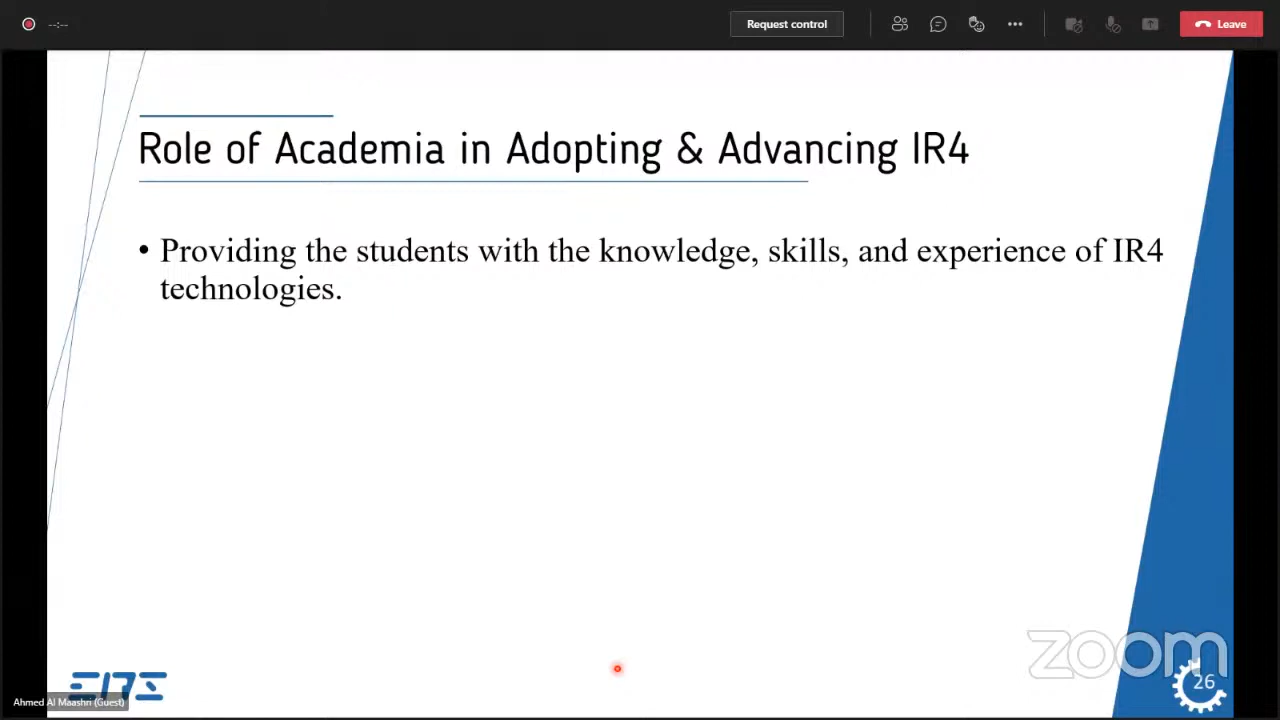 --:--
Request control
Leave
Role of Academia in Adopting & Advancing IR4
• Providing the students with the knowledge, skills, and experience of IR4
technologies.
zoom
26
Ahmed Al Maashri (Guest)